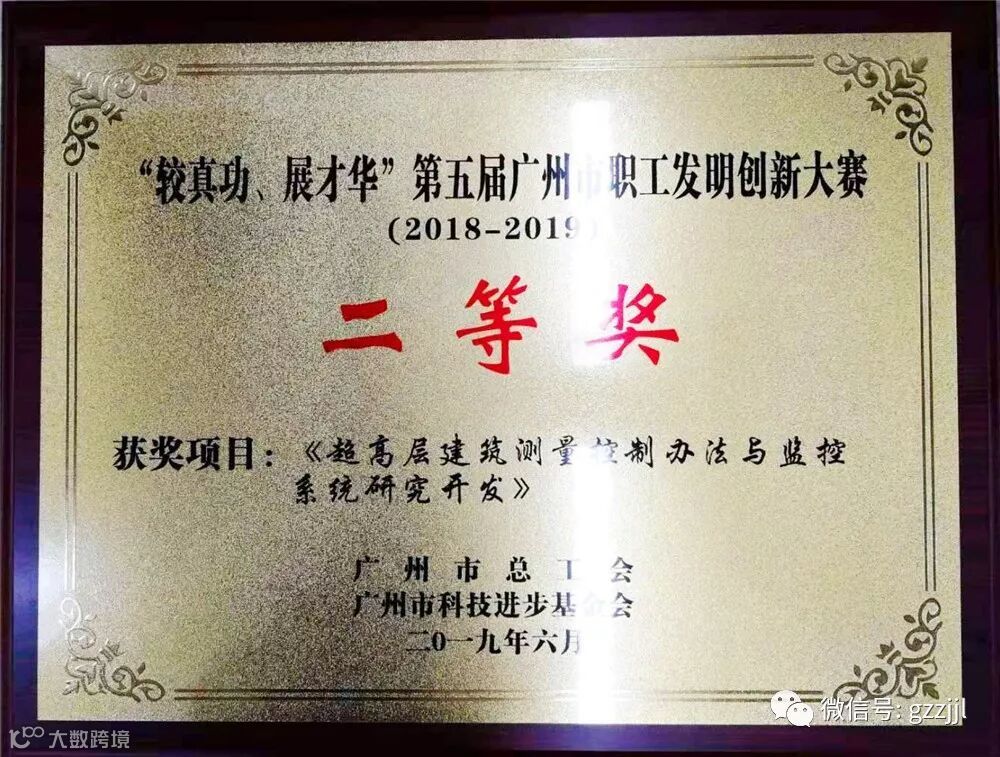 “较真功、展才华”第五届广州市职工发明创新大赛
(2018-2019)
二等奖
获奖项目：《超高层建筑测量控制办法与监控
系统研究开发》
广州市总工会
广州市科技进步基金会
二0一九年六月
微信号: gzzjjl
大数跨境